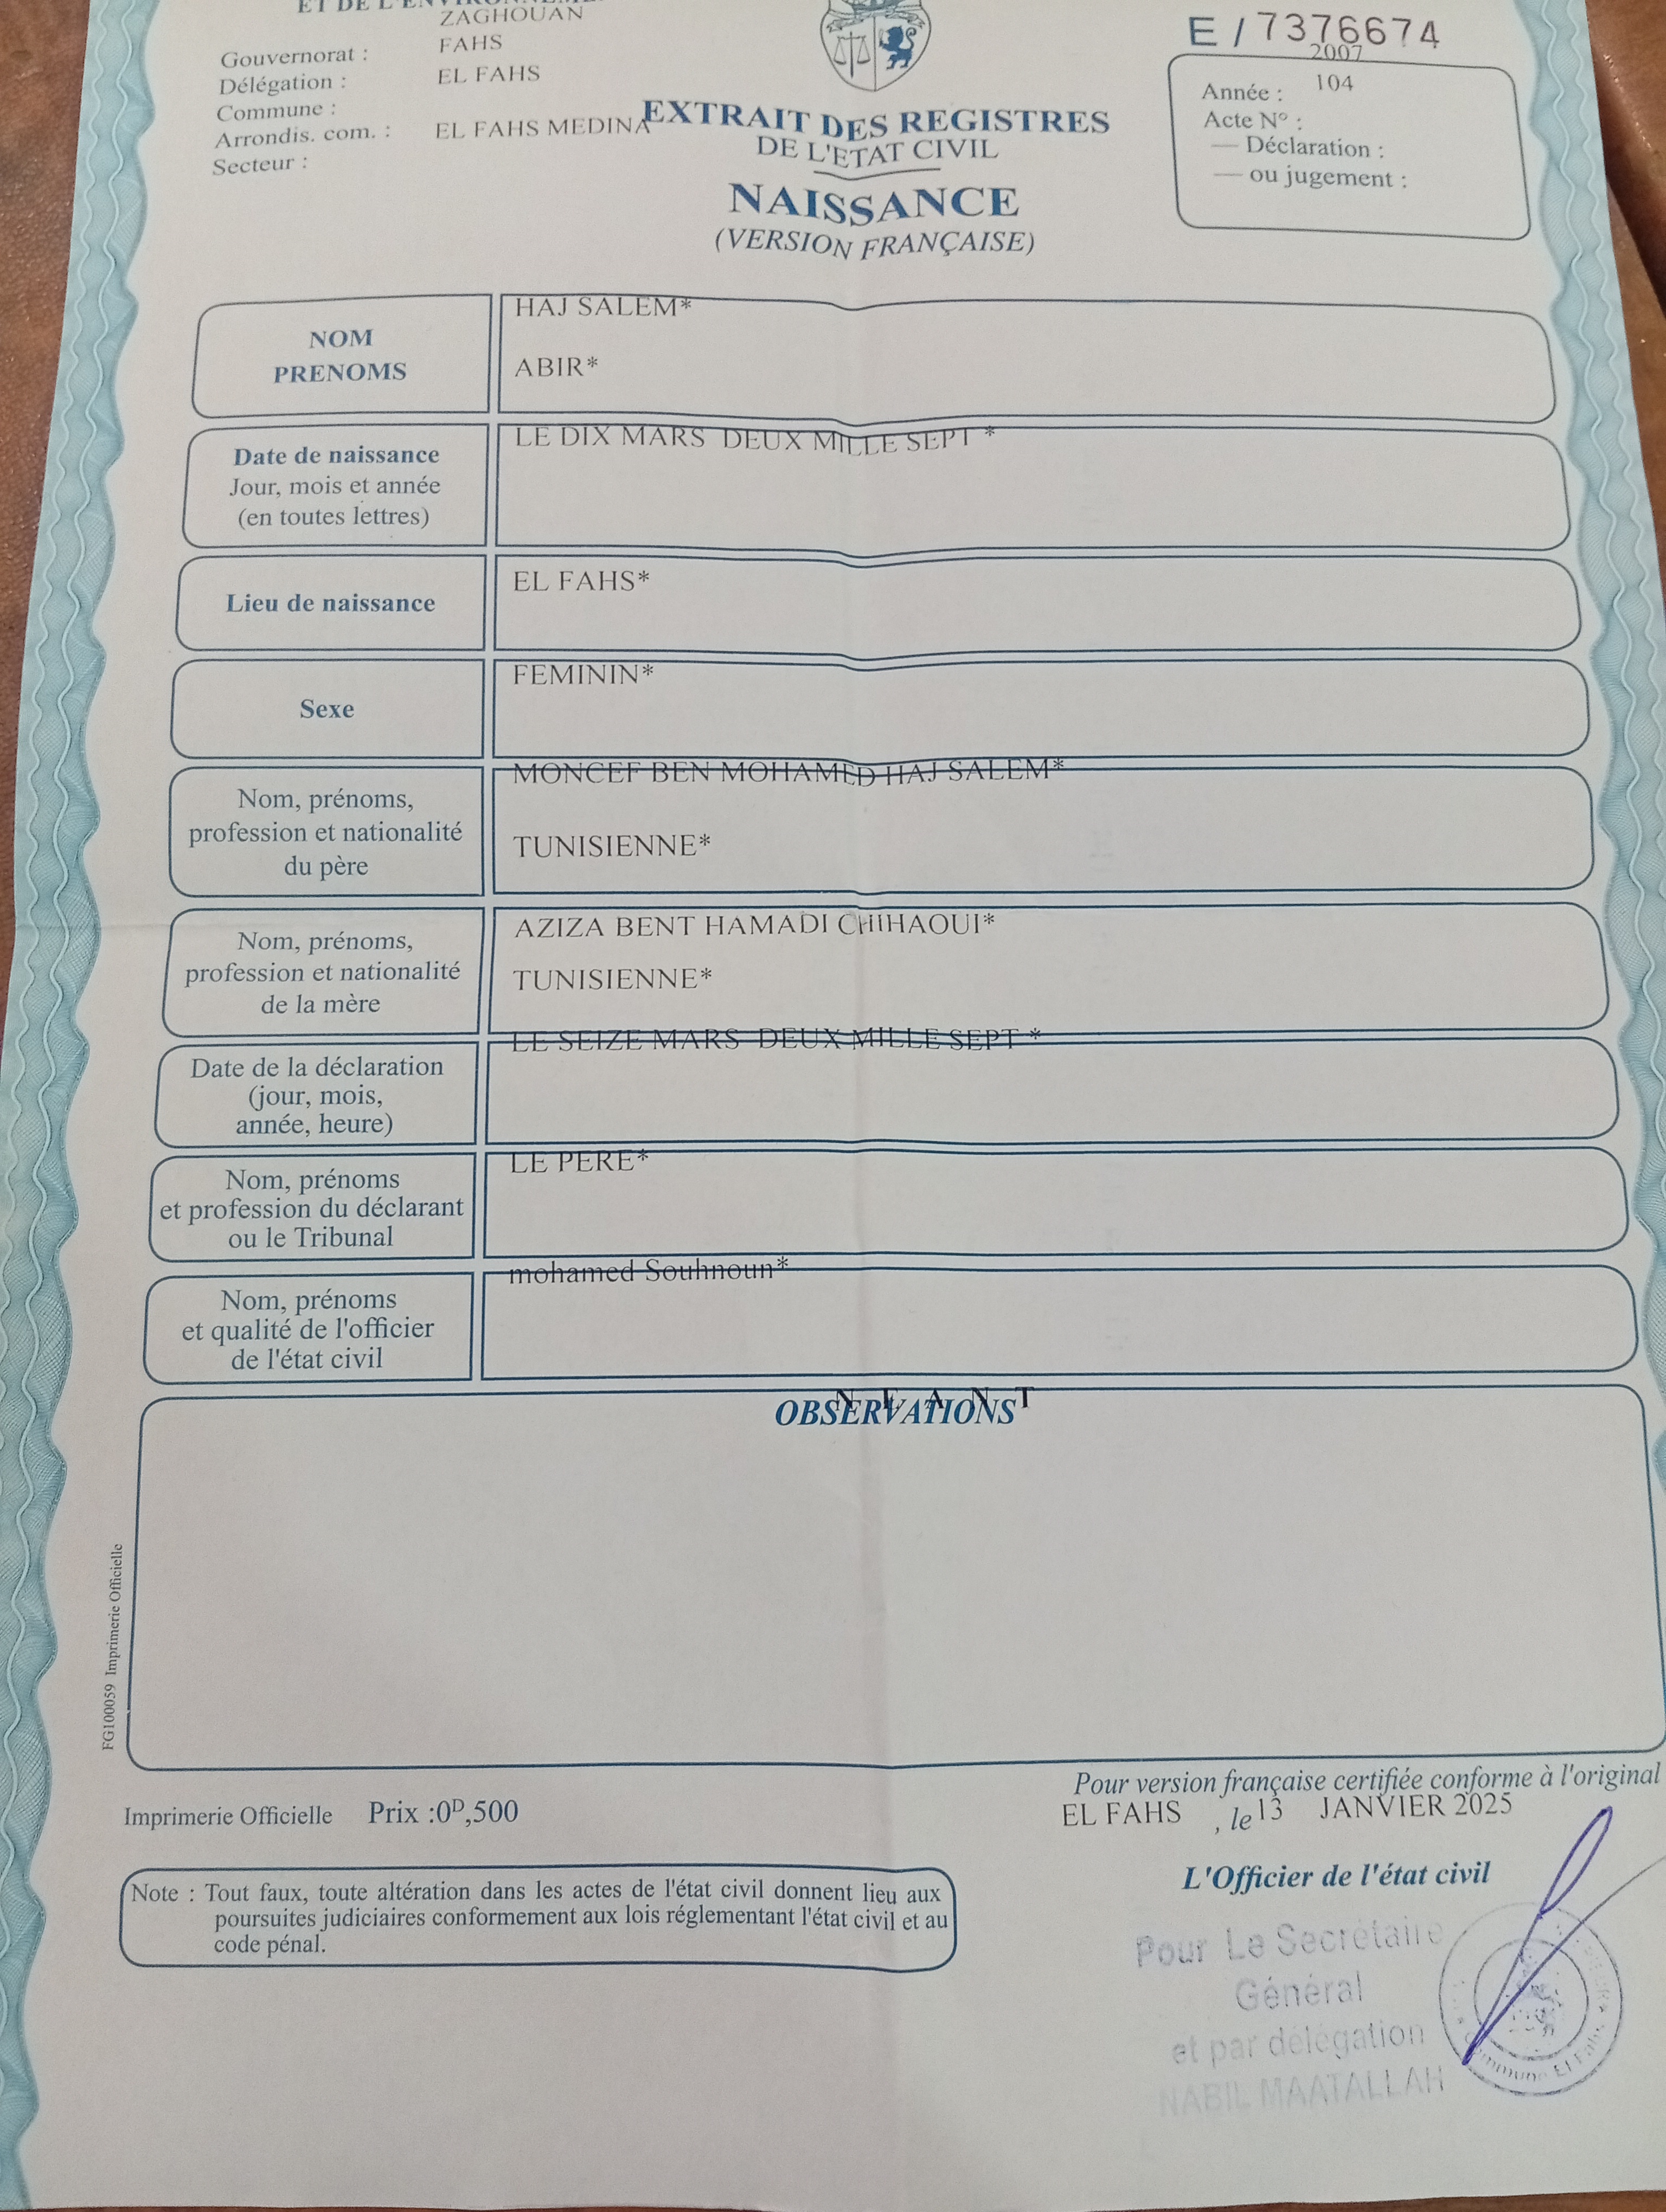 ET DE L'ENVIRONNEME
ZAGHOUAN
Gouvernorat : FAHS
Délégation : EL FAHS
Commune :
Arrondis. com. : EL FAHS MEDINA
Secteur :
EXTRAIT DES REGISTRES
DE L'ETAT CIVIL
NAISSANCE
(VERSION FRANÇAISE)
E / 7376674
2007
Année : 104
Acte N° :
— Déclaration :
— ou jugement :
NOM
PRENOMS
HAJ SALEM*
ABIR*
Date de naissance
Jour, mois et année
(en toutes lettres)
LE DIX MARS DEUX MILLE SEPT *
Lieu de naissance
EL FAHS*
Sexe
FEMININ*
Nom, prénoms,
profession et nationalité
du père
MONCEF BEN MOHAMED HAJ SALEM*
TUNISIENNE*
Nom, prénoms,
profession et nationalité
de la mère
AZIZA BENT HAMADI CHIHAOUI*
TUNISIENNE*
Date de la déclaration
(jour, mois,
année, heure)
LE SEIZE MARS DEUX MILLE SEPT *
Nom, prénoms
et profession du déclarant
ou le Tribunal
LE PERE*
Nom, prénoms
et qualité de l'officier
de l'état civil
mohamed Souhnoun*
N E A N T
OBSERVATIONS
FG100059 Imprimerie Officielle
Imprimerie Officielle Prix :0ᴰ,500
Pour version française certifiée conforme à l'original
EL FAHS , le 13 JANVIER 2025
L'Officier de l'état civil
Note : Tout faux, toute altération dans les actes de l'état civil donnent lieu aux
poursuites judiciaires conformement aux lois réglementant l'état civil et au
code pénal.
Pour Le Secrétaire
Général
et par délégation
NABIL MAATALLAH
Commune El Fahs